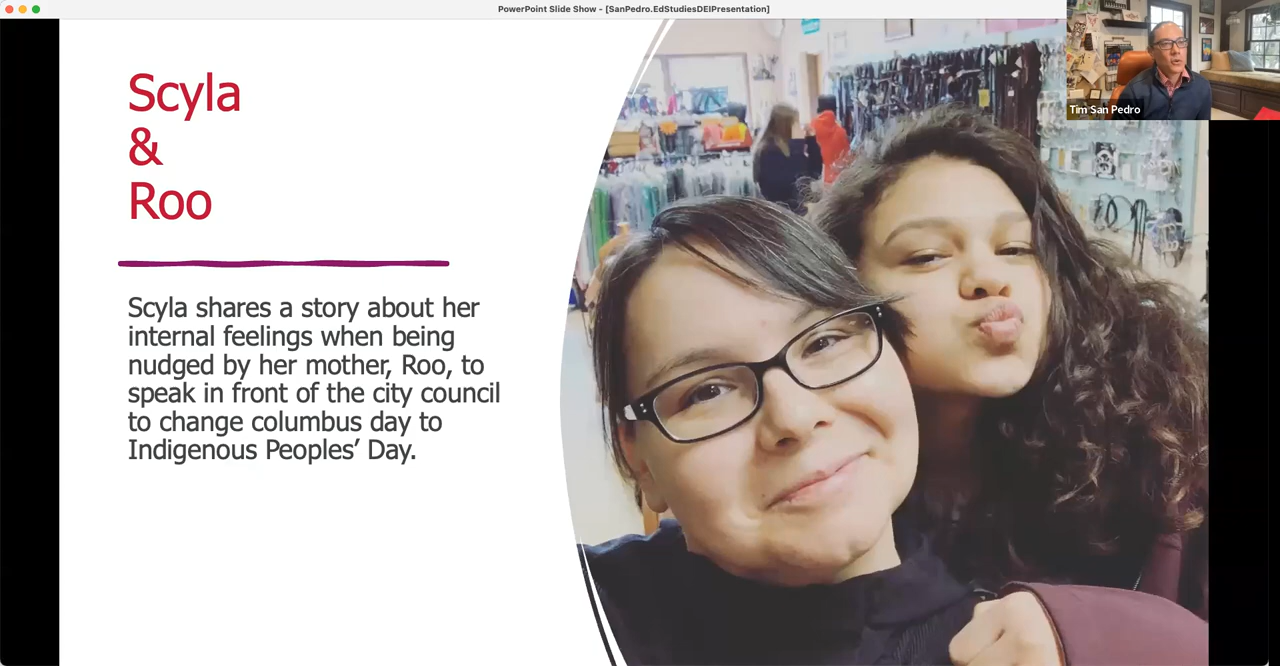 PowerPoint Slide Show - [SanPedro.EdStudiesDEIPresentation]
Tim San Pedro
Scyla
&
Roo
Scyla shares a story about her
internal feelings when being
nudged by her mother, Roo, to
speak in front of the city council
to change columbus day to
Indigenous Peoples’ Day.